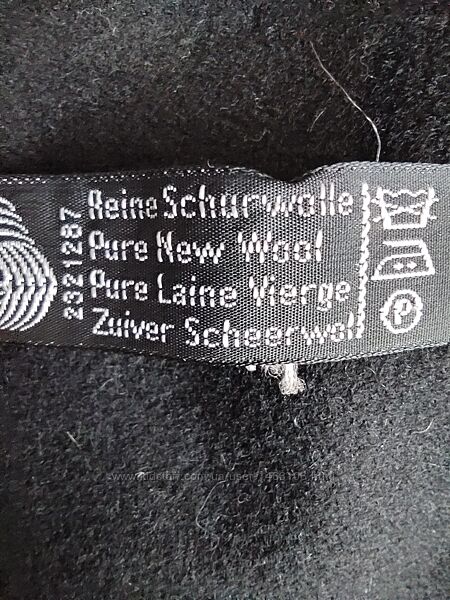 Reine Schurwolle
Pure New Wool
Pure Laine Vierge
Zuiver Scheerwol
2321287
P